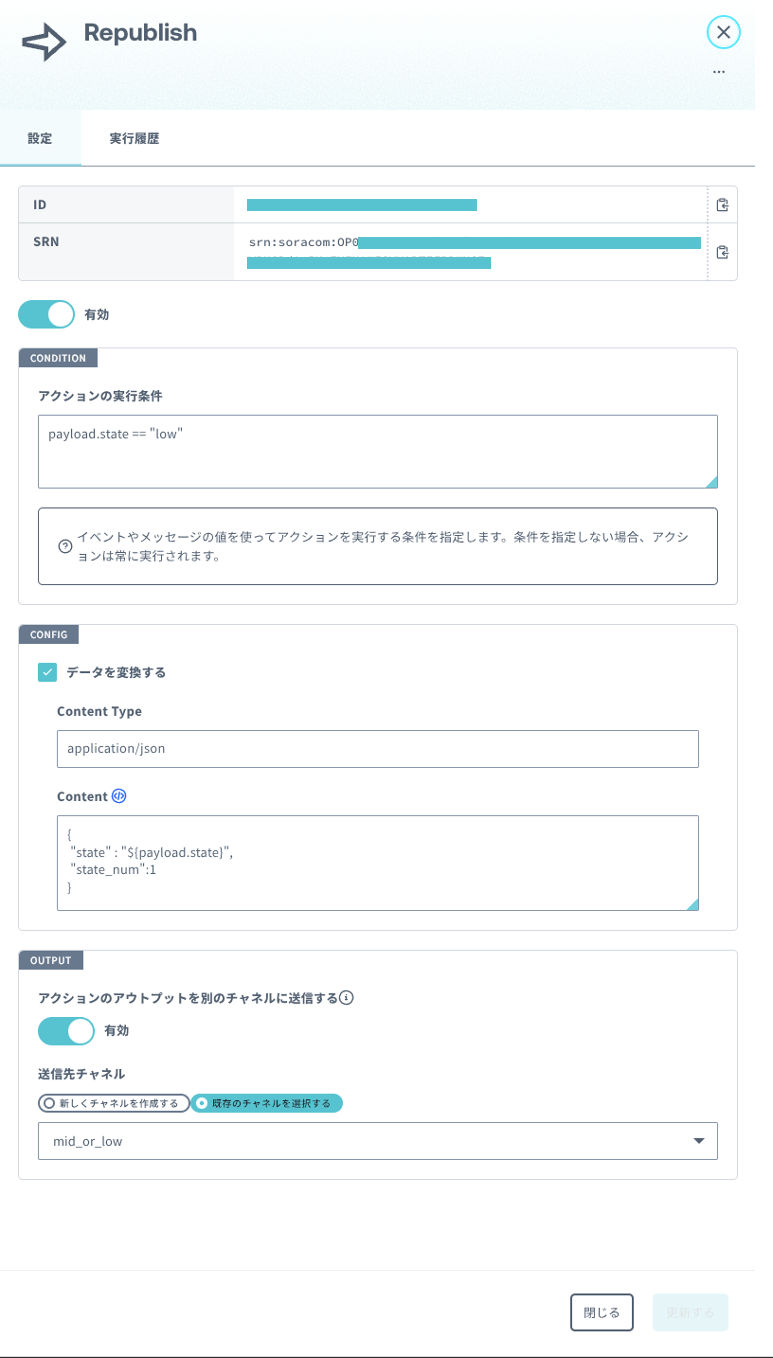 Republish
...
設定
実行履歴
ID
SRN
srn:soracom:OP0
有効
CONDITION
アクションの実行条件
payload.state == "low"
イベントやメッセージの値を使ってアクションを実行する条件を指定します。条件を指定しない場合、アクシ
ョンは常に実行されます。
CONFIG
データを変換する
Content Type
application/json
Content
{
"state" : "${payload.state}",
"state_num":1
}
OUTPUT
アクションのアウトプットを別のチャネルに送信する
有効
送信先チャネル
新しくチャネルを作成する
既存のチャネルを選択する
mid_or_low
閉じる
更新する